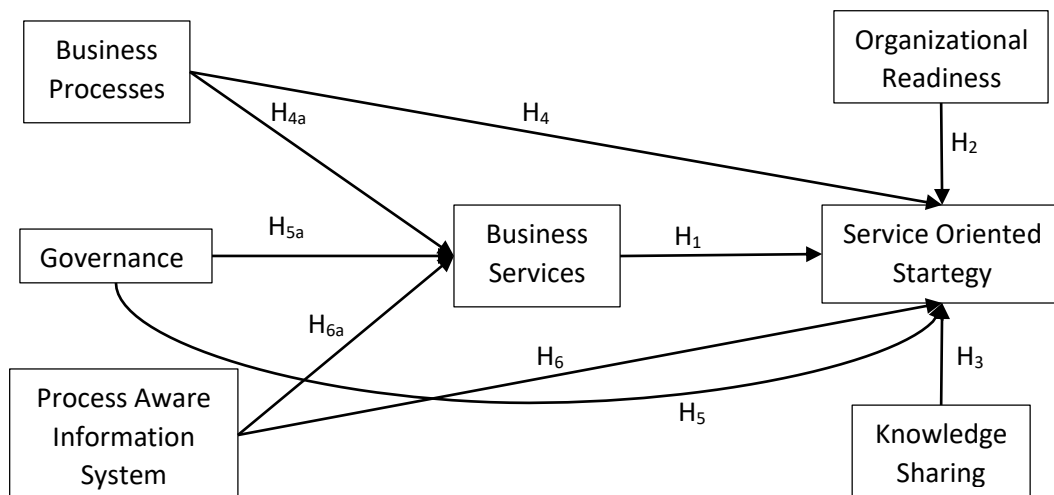 Business
Processes
Organizational
Readiness
H4a
H4
H2
Governance
H5a
Business
Services
H1
Service Oriented
Startegy
H6a
H6
H3
Process Aware
Information
System
H5
Knowledge
Sharing